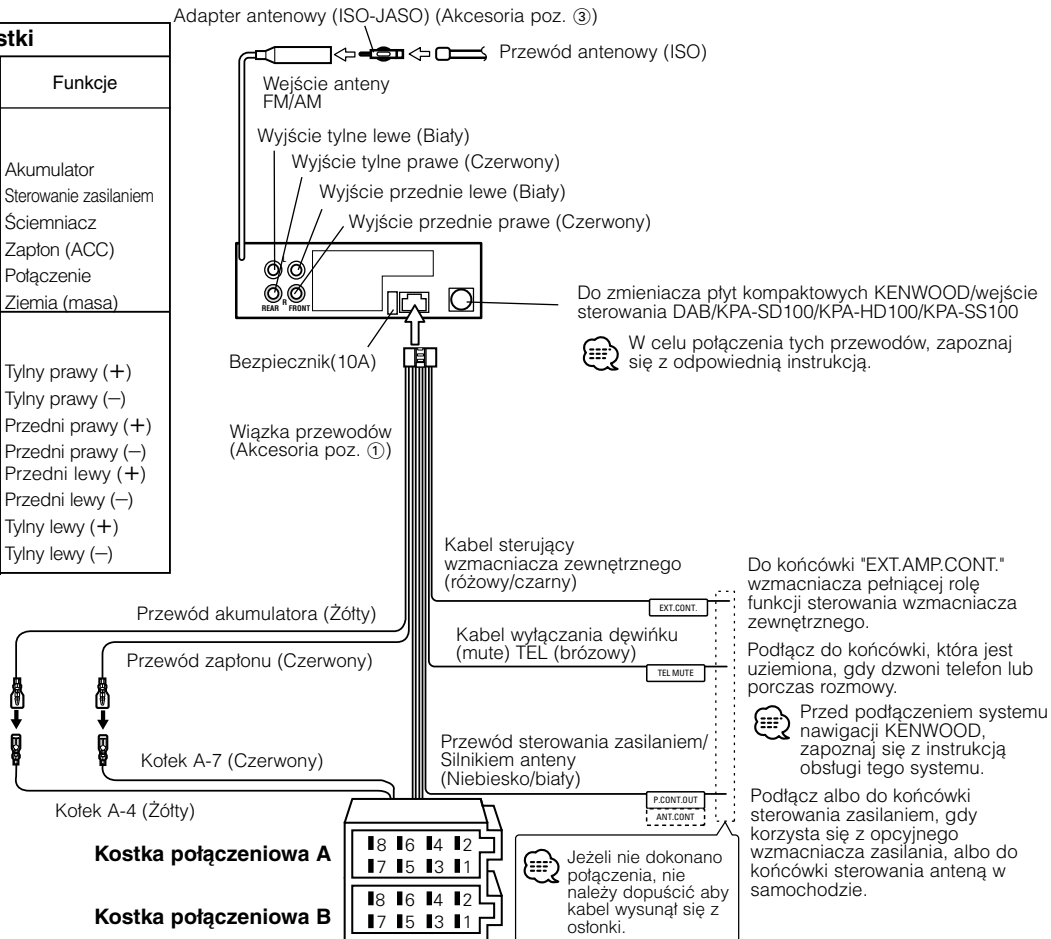 Adapter antenowy (ISO-JASO) (Akcesoria poz. ③)
Przewód antenowy (ISO)
Wejście anteny
FM/AM
Wyjście tylne lewe (Biały)
Wyjście tylne prawe (Czerwony)
Wyjście przednie lewe (Biały)
Wyjście przednie prawe (Czerwony)
L
R
REAR FRONT
Do zmieniacza płyt kompaktowych KENWOOD/wejście
sterowania DAB/KPA-SD100/KPA-HD100/KPA-SS100
W celu połączenia tych przewodów, zapoznaj
się z odpowiednią instrukcją.
Bezpiecznik(10A)
Wiązka przewodów
(Akcesoria poz. ①)
stki
Funkcje
Akumulator
Sterowanie zasilaniem
Ściemniacz
Zapłon (ACC)
Połączenie
Ziemia (masa)
Tylny prawy (+)
Tylny prawy (–)
Przedni prawy (+)
Przedni prawy (–)
Przedni lewy (+)
Przedni lewy (–)
Tylny lewy (+)
Tylny lewy (–)
Kabel sterujący
wzmacniacza zewnętrznego
(różowy/czarny)
EXT.CONT.
Do końcówki "EXT.AMP.CONT."
wzmacniacza pełniącej rolę
funkcji sterowania wzmacniacza
zewnętrznego.
Przewód akumulatora (Żółty)
Przewód zapłonu (Czerwony)
Kabel wyłączania dęwińku
(mute) TEL (brózowy)
TEL MUTE
Podłącz do końcówki, która jest
uziemiona, gdy dzwoni telefon lub
porczas rozmowy.
Przed podłączeniem systemu
nawigacji KENWOOD,
zapoznaj się z instrukcją
obsługi tego systemu.
Kołek A-7 (Czerwony)
Kołek A-4 (Żółty)
Przewód sterowania zasilaniem/
Silnikiem anteny
(Niebiesko/biały)
P.CONT.OUT
ANT.CONT
Podłącz albo do końcówki
sterowania zasilaniem, gdy
korzysta się z opcyjnego
wzmacniacza zasilania, albo do
końcówki sterowania anteną w
samochodzie.
Jeżeli nie dokonano
połączenia, nie
należy dopuścić aby
kabel wysunął się z
osłonki.
Kostka połączeniowa A
8 6 4 2
7 5 3 1
Kostka połączeniowa B
8 6 4 2
7 5 3 1